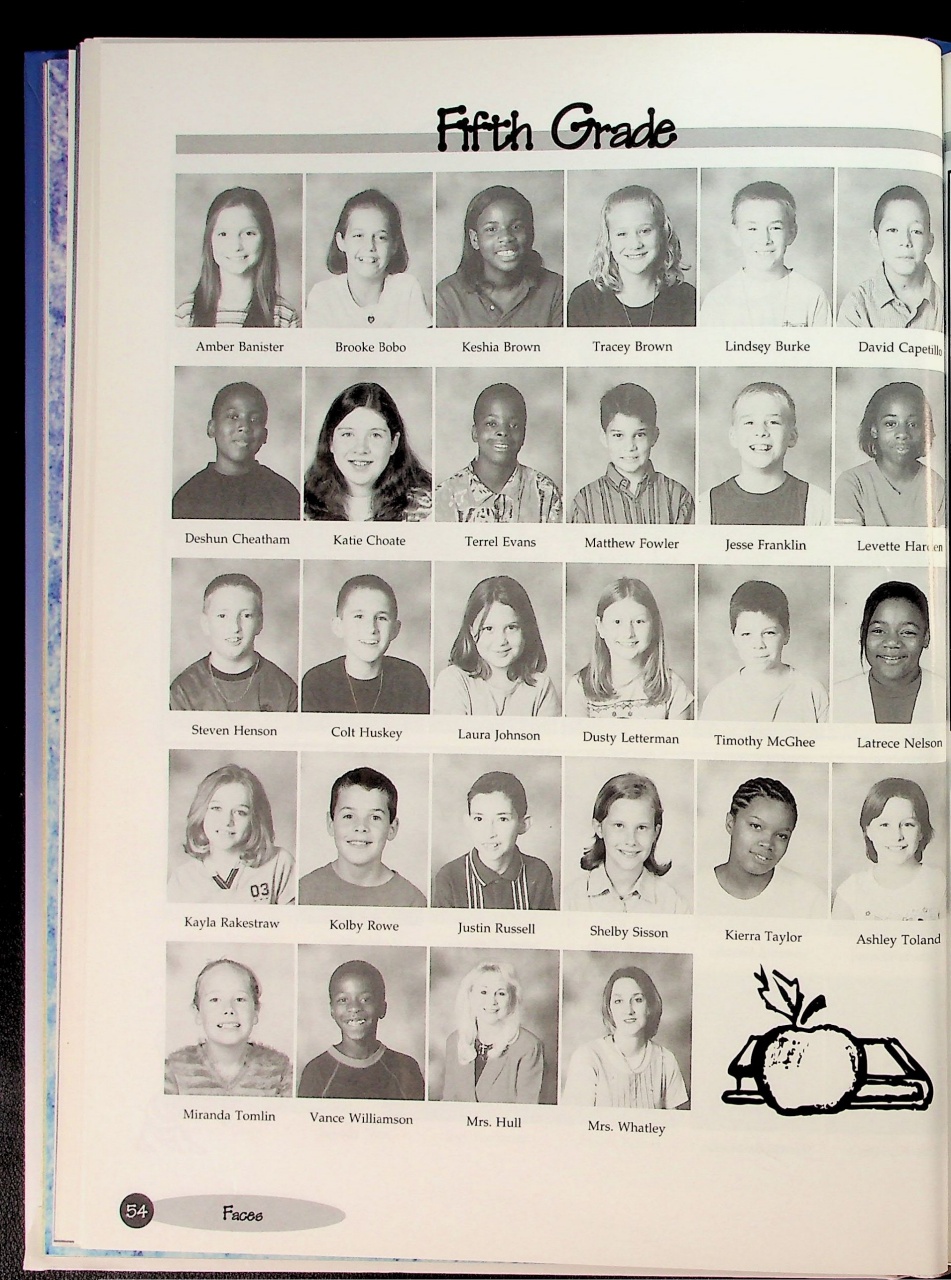 Fifth Grade
Amber Banister Brooke Bobo Keshia Brown Tracey Brown Lindsey Burke David Capetillo
Deshun Cheatham Katie Choate Terrel Evans Matthew Fowler Jesse Franklin Levette Harden
Steven Henson Colt Huskey Laura Johnson Dusty Letterman Timothy McGhee Latrece Nelson
03
Kayla Rakestraw Kolby Rowe Justin Russell Shelby Sisson Kierra Taylor Ashley Toland
Miranda Tomlin Vance Williamson Mrs. Hull Mrs. Whatley
54 Faces